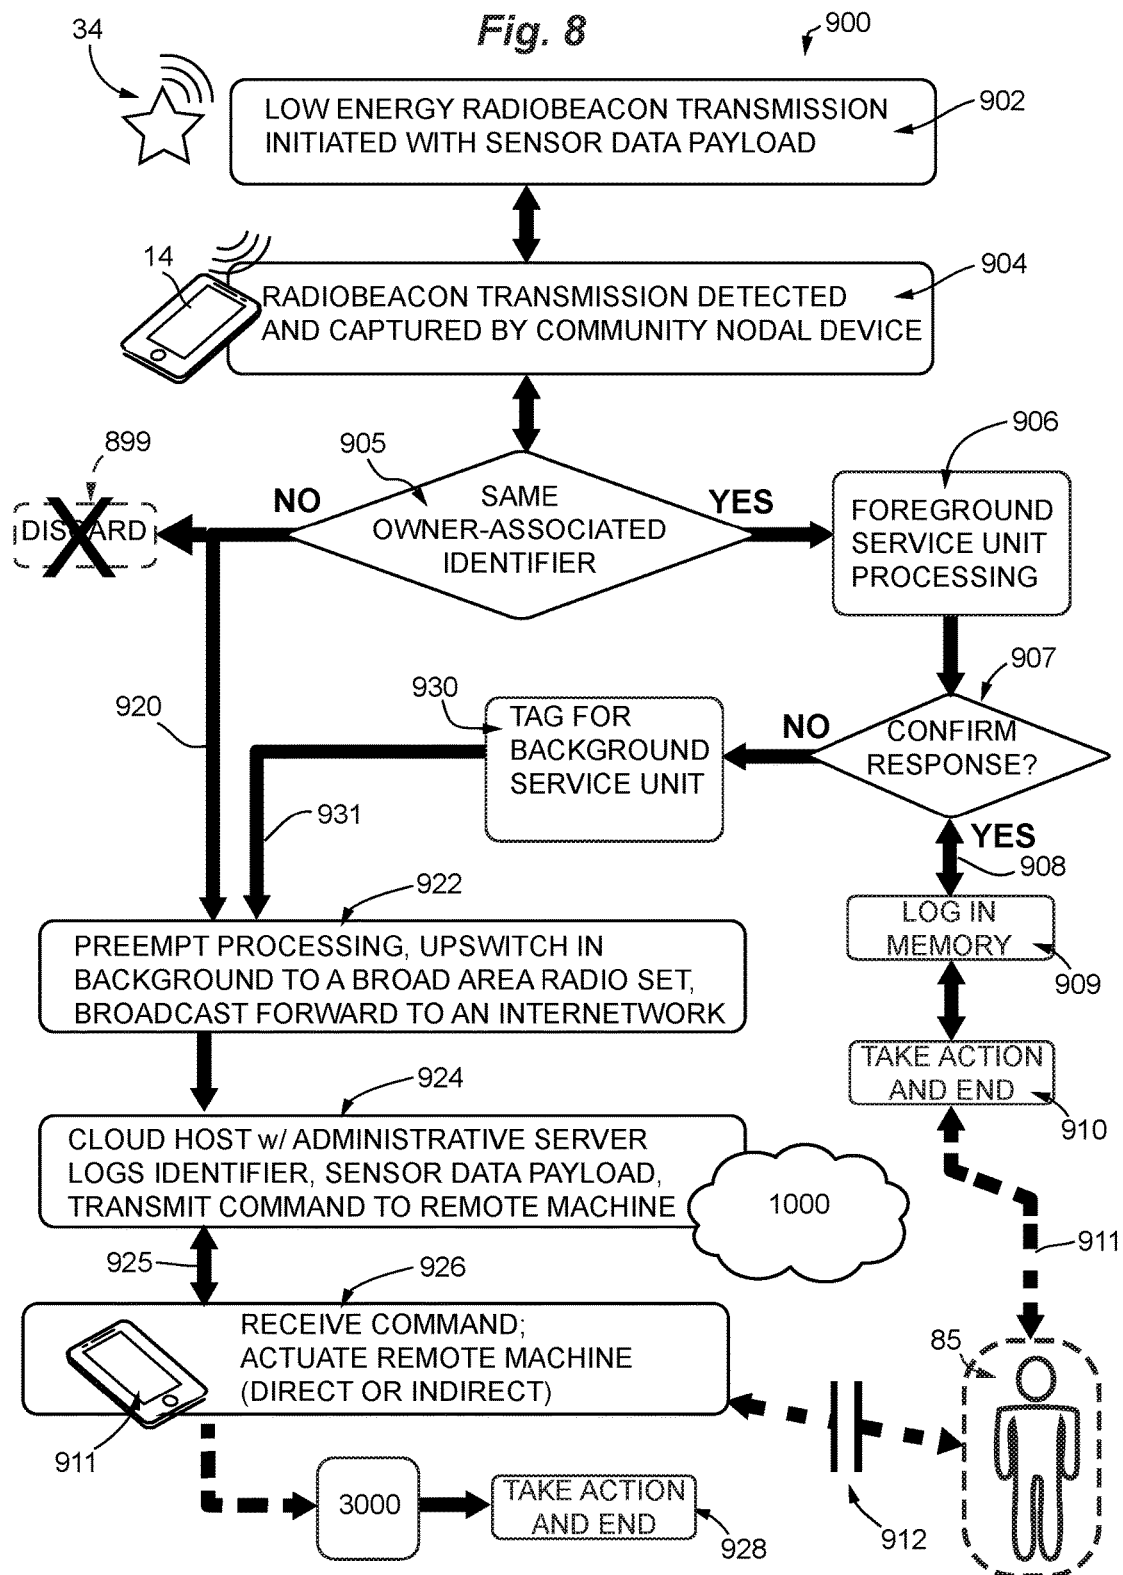 Fig. 8
900
34
LOW ENERGY RADIOBEACON TRANSMISSION
INITIATED WITH SENSOR DATA PAYLOAD
902
14
RADIOBEACON TRANSMISSION DETECTED
AND CAPTURED BY COMMUNITY NODAL DEVICE
904
899
DISCARD
NO
905
SAME
OWNER-ASSOCIATED
IDENTIFIER
YES
906
FOREGROUND
SERVICE UNIT
PROCESSING
907
CONFIRM
RESPONSE?
NO
930
TAG FOR
BACKGROUND
SERVICE UNIT
920
931
YES
908
LOG IN
MEMORY
909
922
PREEMPT PROCESSING, UPSWITCH IN
BACKGROUND TO A BROAD AREA RADIO SET,
BROADCAST FORWARD TO AN INTERNETWORK
TAKE ACTION
AND END
910
924
CLOUD HOST w/ ADMINISTRATIVE SERVER
LOGS IDENTIFIER, SENSOR DATA PAYLOAD,
TRANSMIT COMMAND TO REMOTE MACHINE
1000
911
925
926
RECEIVE COMMAND;
ACTUATE REMOTE MACHINE
(DIRECT OR INDIRECT)
85
911
3000
TAKE ACTION
AND END
928
912